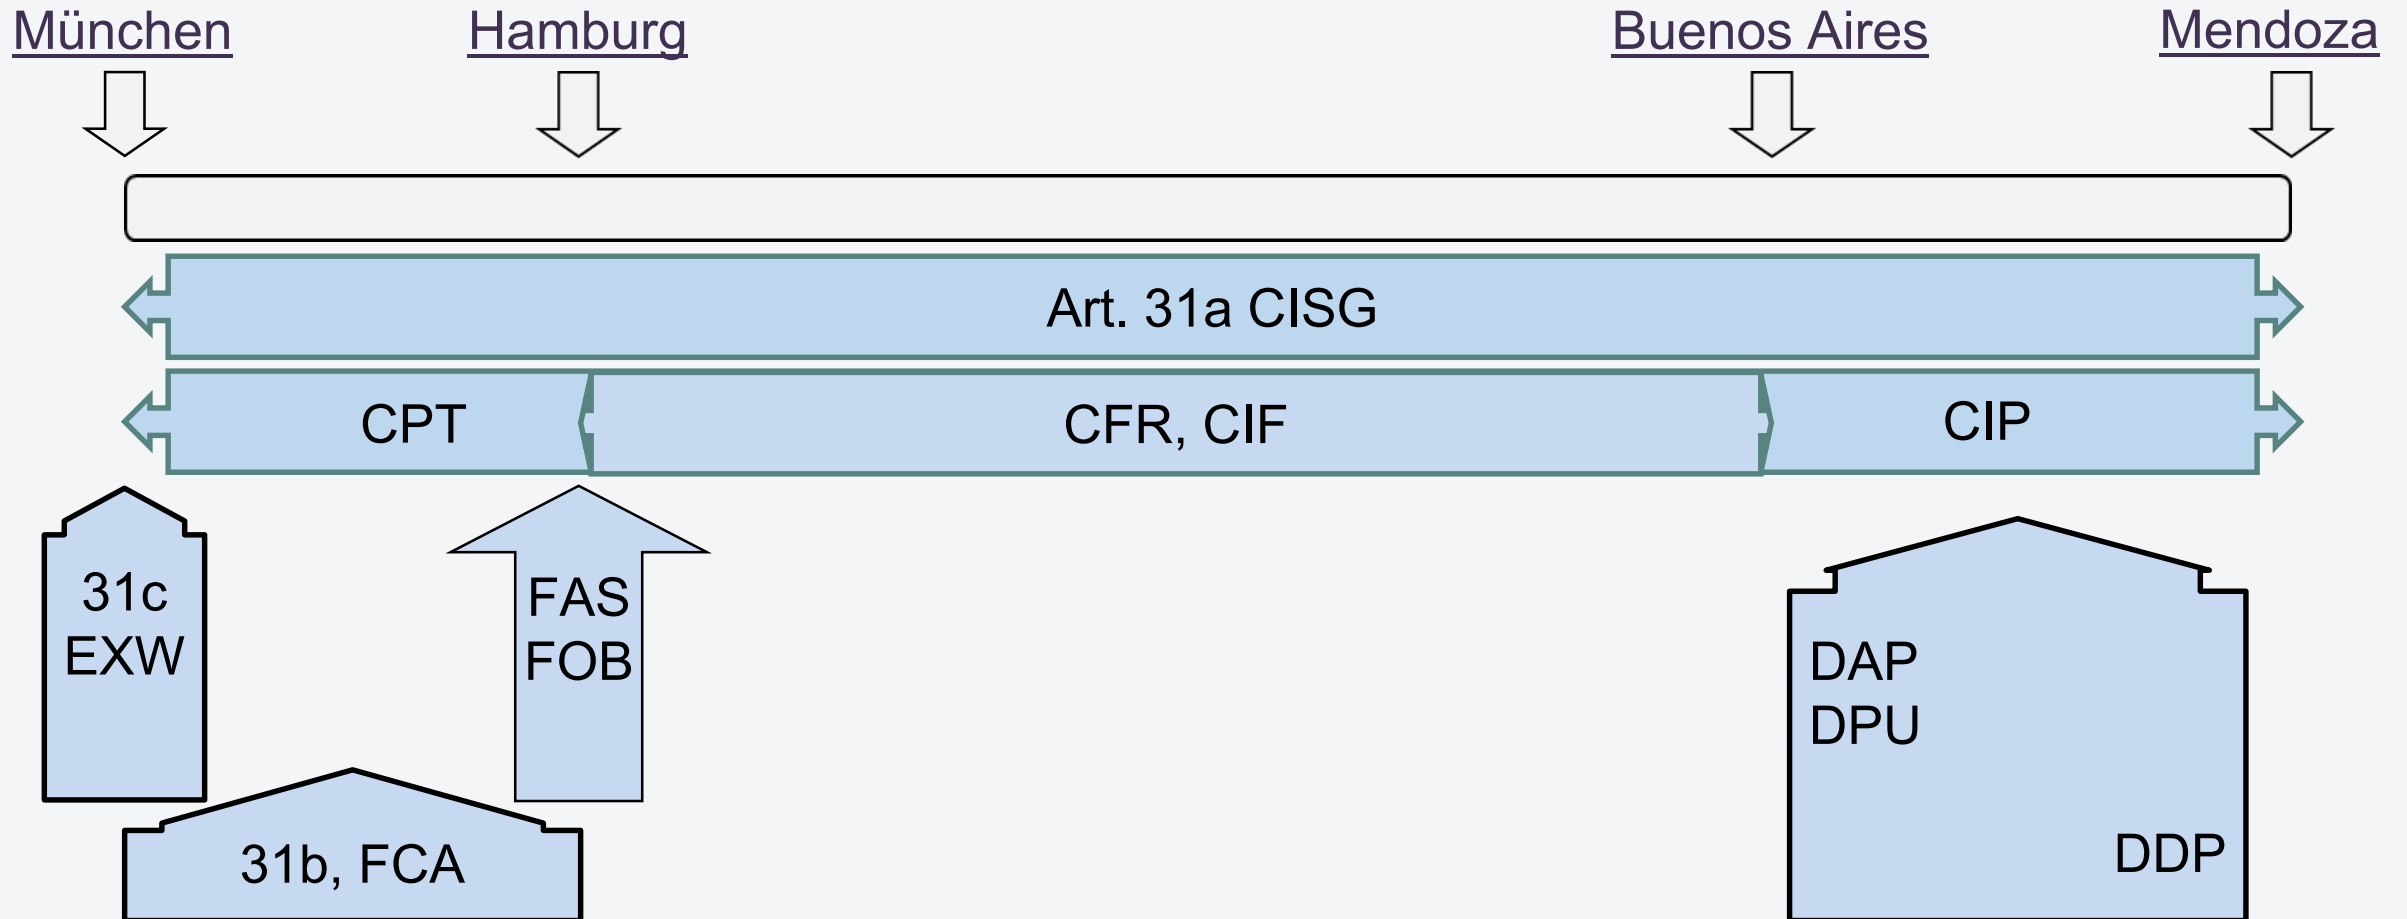 München
Hamburg
Buenos Aires
Mendoza
Art. 31a CISG
CPT
CFR, CIF
CIP
31c
EXW
FAS
FOB
DAP
DPU
DDP
31b, FCA